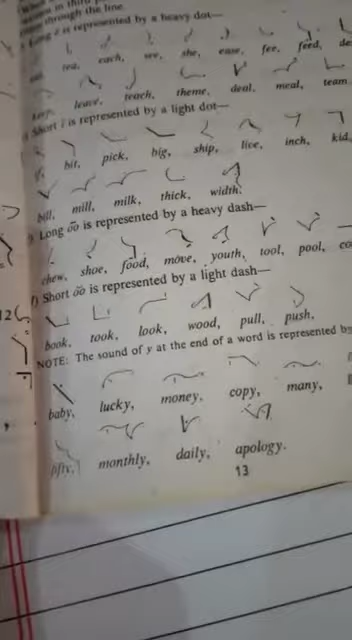 written in third
through the line.
Long ē is represented by a heavy dot—
tea, each, see, she, ease, fee, feed,
leave, teach, theme, deal, meal, team
Short ĭ is represented by a light dot—
bit, pick, big, ship, live, inch, kid,
bill, mill, milk, thick, width.
Long o͞o is represented by a heavy dash—
chew, shoe, food, move, youth, tool, pool,
f) Short o͝o is represented by a light dash—
12
book, took, look, wood, pull, push.
NOTE: The sound of y at the end of a word is represented by
baby, lucky, money, copy, many,
fifty, monthly, daily, apology.
13